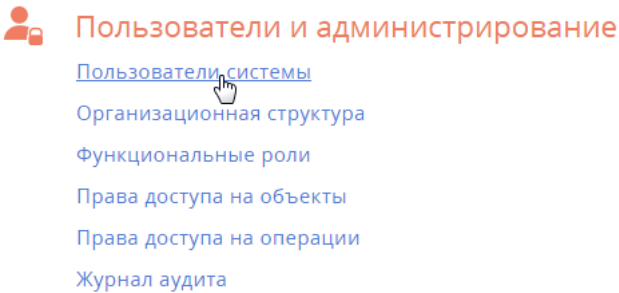 Пользователи и администрирование
Пользователи системы
Организационная структура
Функциональные роли
Права доступа на объекты
Права доступа на операции
Журнал аудита